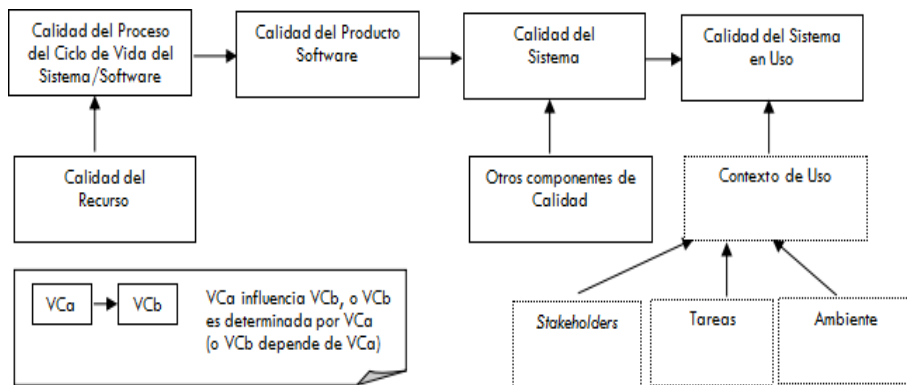 Calidad del Proceso
del Ciclo de Vida del
Sistema/Software
Calidad del Producto
Software
Calidad del
Sistema
Calidad del Sistema
en Uso
Calidad del
Recurso
Otros componentes de
Calidad
Contexto de Uso
VCa
VCb
VCa influencia VCb, o VCb
es determinada por VCa
(o VCb depende de VCa)
Stakeholders
Tareas
Ambiente